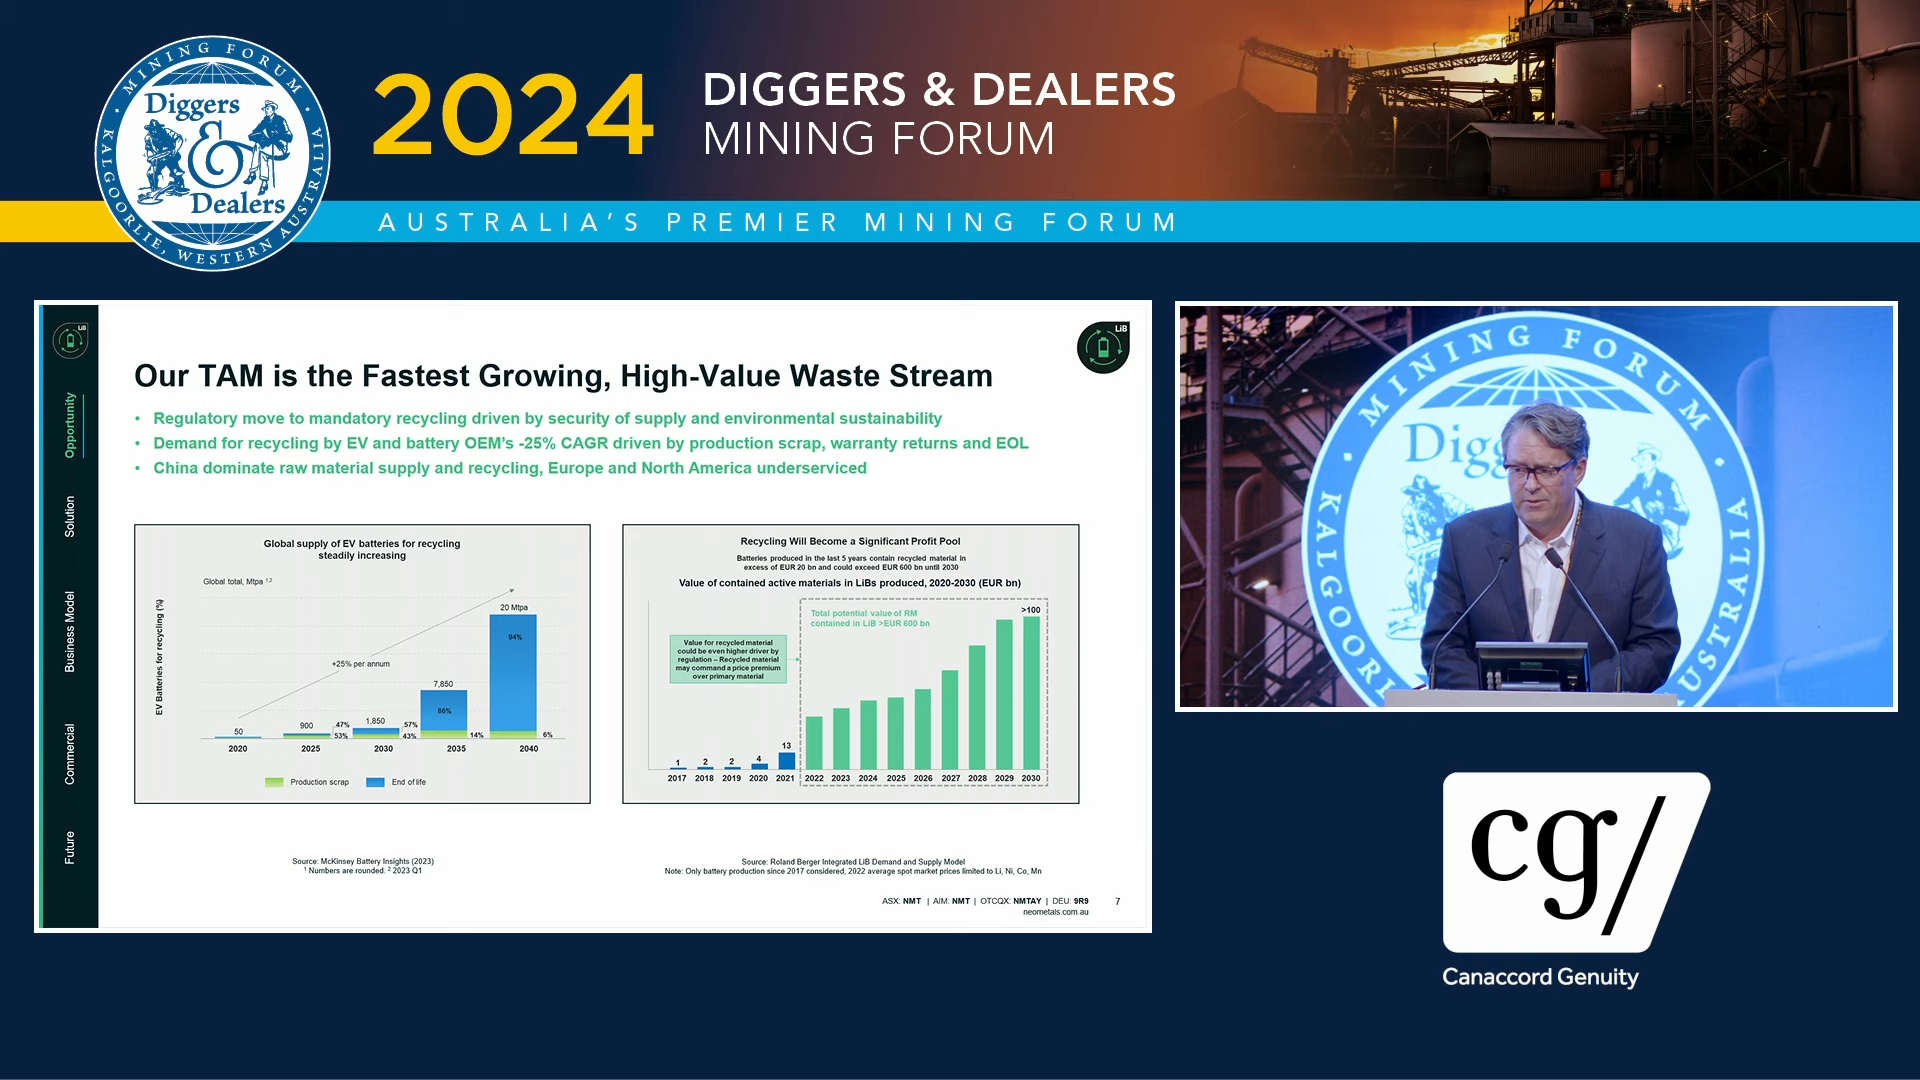 MINING FORUM
Diggers
&
Dealers
KALGOORLIE, WESTERN AUSTRALIA
2024
DIGGERS & DEALERS
MINING FORUM
AUSTRALIA'S PREMIER MINING FORUM
LiB
Opportunity
Solution
Business Model
Commercial
Future
LiB
Our TAM is the Fastest Growing, High-Value Waste Stream
• Regulatory move to mandatory recycling driven by security of supply and environmental sustainability
• Demand for recycling by EV and battery OEM's -25% CAGR driven by production scrap, warranty returns and EOL
• China dominate raw material supply and recycling, Europe and North America underserviced
Global supply of EV batteries for recycling
steadily increasing
Global total, Mtpa 1,2
EV Batteries for recycling (%)
+25% per annum
20 Mtpa
94%
7,850
86%
50
900
47%
53%
1,850
57%
43%
14%
6%
2020 2025 2030 2035 2040
Production scrap
End of life
Recycling Will Become a Significant Profit Pool
Batteries produced in the last 5 years contain recycled material in
excess of EUR 20 bn and could exceed EUR 600 bn until 2030
Value of contained active materials in LiBs produced, 2020-2030 (EUR bn)
Total potential value of RM
contained in LiB >EUR 600 bn
>100
Value for recycled material
could be even higher driven by
regulation – Recycled material
may command a price premium
over primary material
1 2 2 4 13
2017 2018 2019 2020 2021 2022 2023 2024 2025 2026 2027 2028 2029 2030
Source: McKinsey Battery Insights (2023)
1 Numbers are rounded. 2 2023 Q1
Source: Roland Berger Integrated LiB Demand and Supply Model
Note: Only battery production since 2017 considered, 2022 average spot market prices limited to Li, Ni, Co, Mn
ASX: NMT | AIM: NMT | OTCQX: NMTAY | DEU: 9R9
neometals.com.au
7
MINING FORUM
Digg
KALGOOR
AUSTRALIA
cg/
Canaccord Genuity